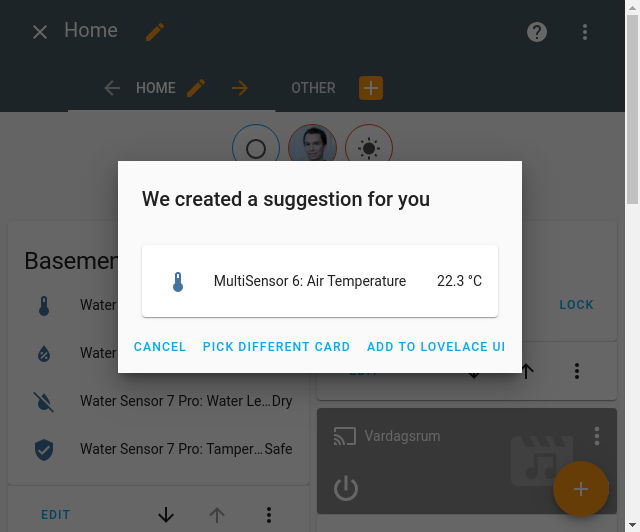 Home
HOME
OTHER
We created a suggestion for you
MultiSensor 6: Air Temperature 22.3 °C
CANCEL PICK DIFFERENT CARD ADD TO LOVELACE UI
Basemen
Water
Water
Water Sensor 7 Pro: Water Le... Dry
Water Sensor 7 Pro: Tamper... Safe
EDIT
LOCK
EDIT
Vardagsrum